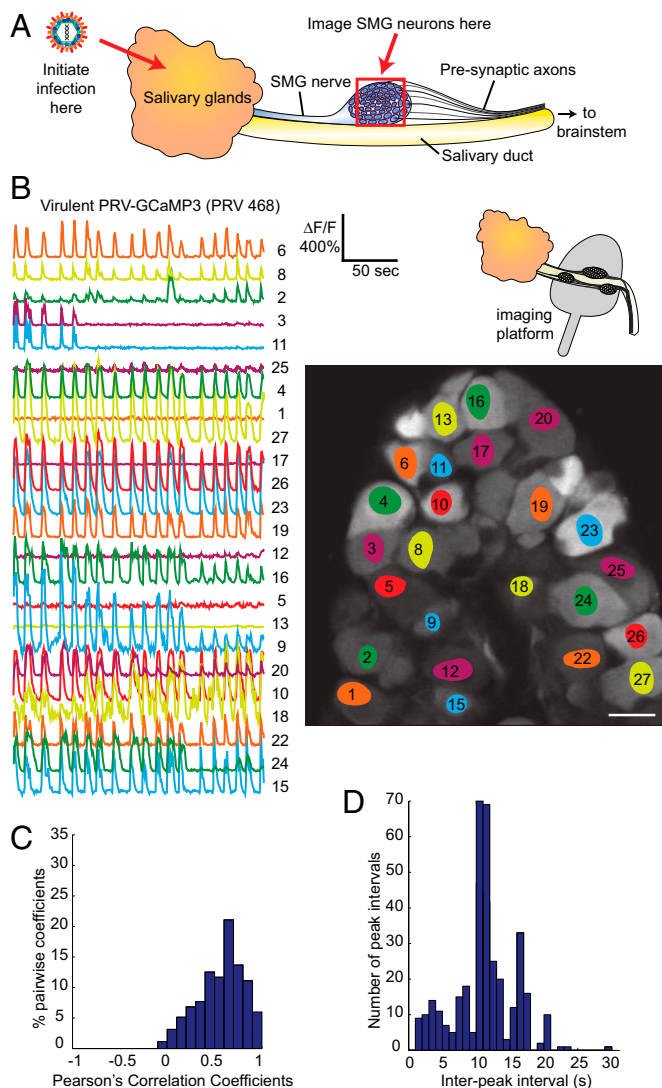 A
Initiate
infection
here
Salivary glands
SMG nerve
Image SMG neurons here
Pre-synaptic axons
to
brainstem
Salivary duct
B
Virulent PRV-GCaMP3 (PRV 468)
ΔF/F
400%
50 sec
imaging
platform
6
8
2
3
11
25
4
1
27
17
26
23
19
12
16
5
13
9
20
10
18
22
24
15
16
13
20
17
6
11
4
10
19
23
3
8
25
5
18
24
9
26
2
22
12
27
1
15
C
% pairwise coefficients
35
30
25
20
15
10
5
0
-1 -0.5 0 0.5 1
Pearson's Correlation Coefficients
D
Number of peak intervals
70
60
50
40
30
20
10
0
0 5 10 15 20 25 30
Inter-peak interval (s)